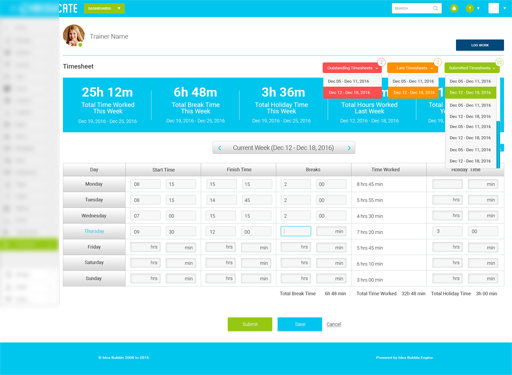 CATE
Search
Trainer Name
LOG WORK
Timesheet
Outstanding Timesheets
Late Timesheets
Submitted Timesheets
Dec 05 - Dec 11, 2016
Dec 12 - Dec 18, 2016
Dec 05 - Dec 11, 2016
Dec 12 - Dec 18, 2016
Dec 05 - Dec 11, 2016
Dec 12 - Dec 18, 2016
Dec 05 - Dec 11, 2016
Dec 12 - Dec 18, 2016
Dec 05 - Dec 11, 2016
Dec 12 - Dec 18, 2016
Dec 05 - Dec 11, 2016
Dec 12 - Dec 18, 2016
25h 12m
Total Time Worked
This Week
Dec 19, 2016 - Dec 25, 2016
6h 48m
Total Break Time
This Week
Dec 19, 2016 - Dec 25, 2016
3h 36m
Total Holiday Time
This Week
Dec 19, 2016 - Dec 25, 2016
Total Hours Worked
Last Week
Dec 12, 2016 - Dec 18, 2016
Current Week (Dec 12 - Dec 18, 2016)
Day Start Time Finish Time Breaks Time Worked Holiday Time
Monday 08 15 15 15 2 00 8 hrs 45 min hrs min
Tuesday 08 15 14 45 2 00 5 hrs 55 min hrs min
Wednesday 07 00 15 15 2 00 4 hrs 30 min hrs min
Thursday 09 30 12 00 min 7 hrs 20 min 3 00
Friday hrs min hrs min hrs min 5 hrs 45 min hrs min
Saturday hrs min hrs min hrs min 6 hrs 10 min hrs min
Sunday hrs min hrs min hrs min 3 hrs 00 min hrs min
Total Break Time 6h 48 min Total Time Worked 32h 48 min Total Holiday Time 3h 00 min
Submit
Save
Cancel
© Idea Bubble 2008 to 2016
Powered by Idea Bubble Engine